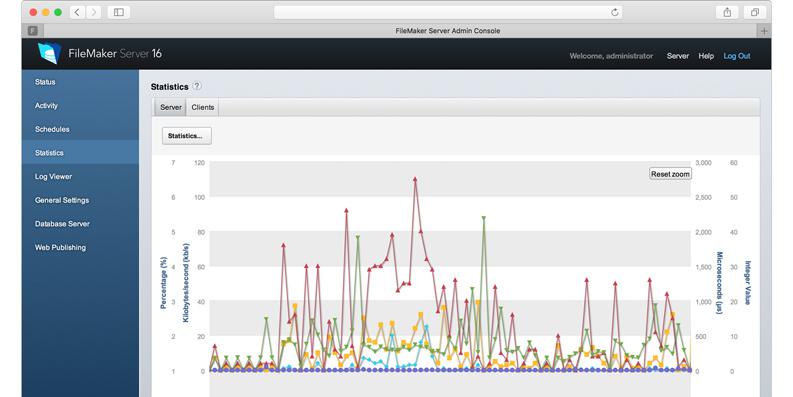 F
FileMaker Server Admin Console
FileMaker Server 16
Welcome, administrator Server Help Log Out
Status
Activity
Schedules
Statistics
Log Viewer
General Settings
Database Server
Web Publishing
Statistics ?
Server Clients
Statistics...
Reset zoom
7 120 3,000 60
6 100 2,500 50
5 80 2,000 40
4 60 1,500 30
3 40 1,000 20
2 20 500 10
1 0 0 0
Percentage (%)
Kilobytes/second (kb/s)
Microseconds (µs)
Integer Value